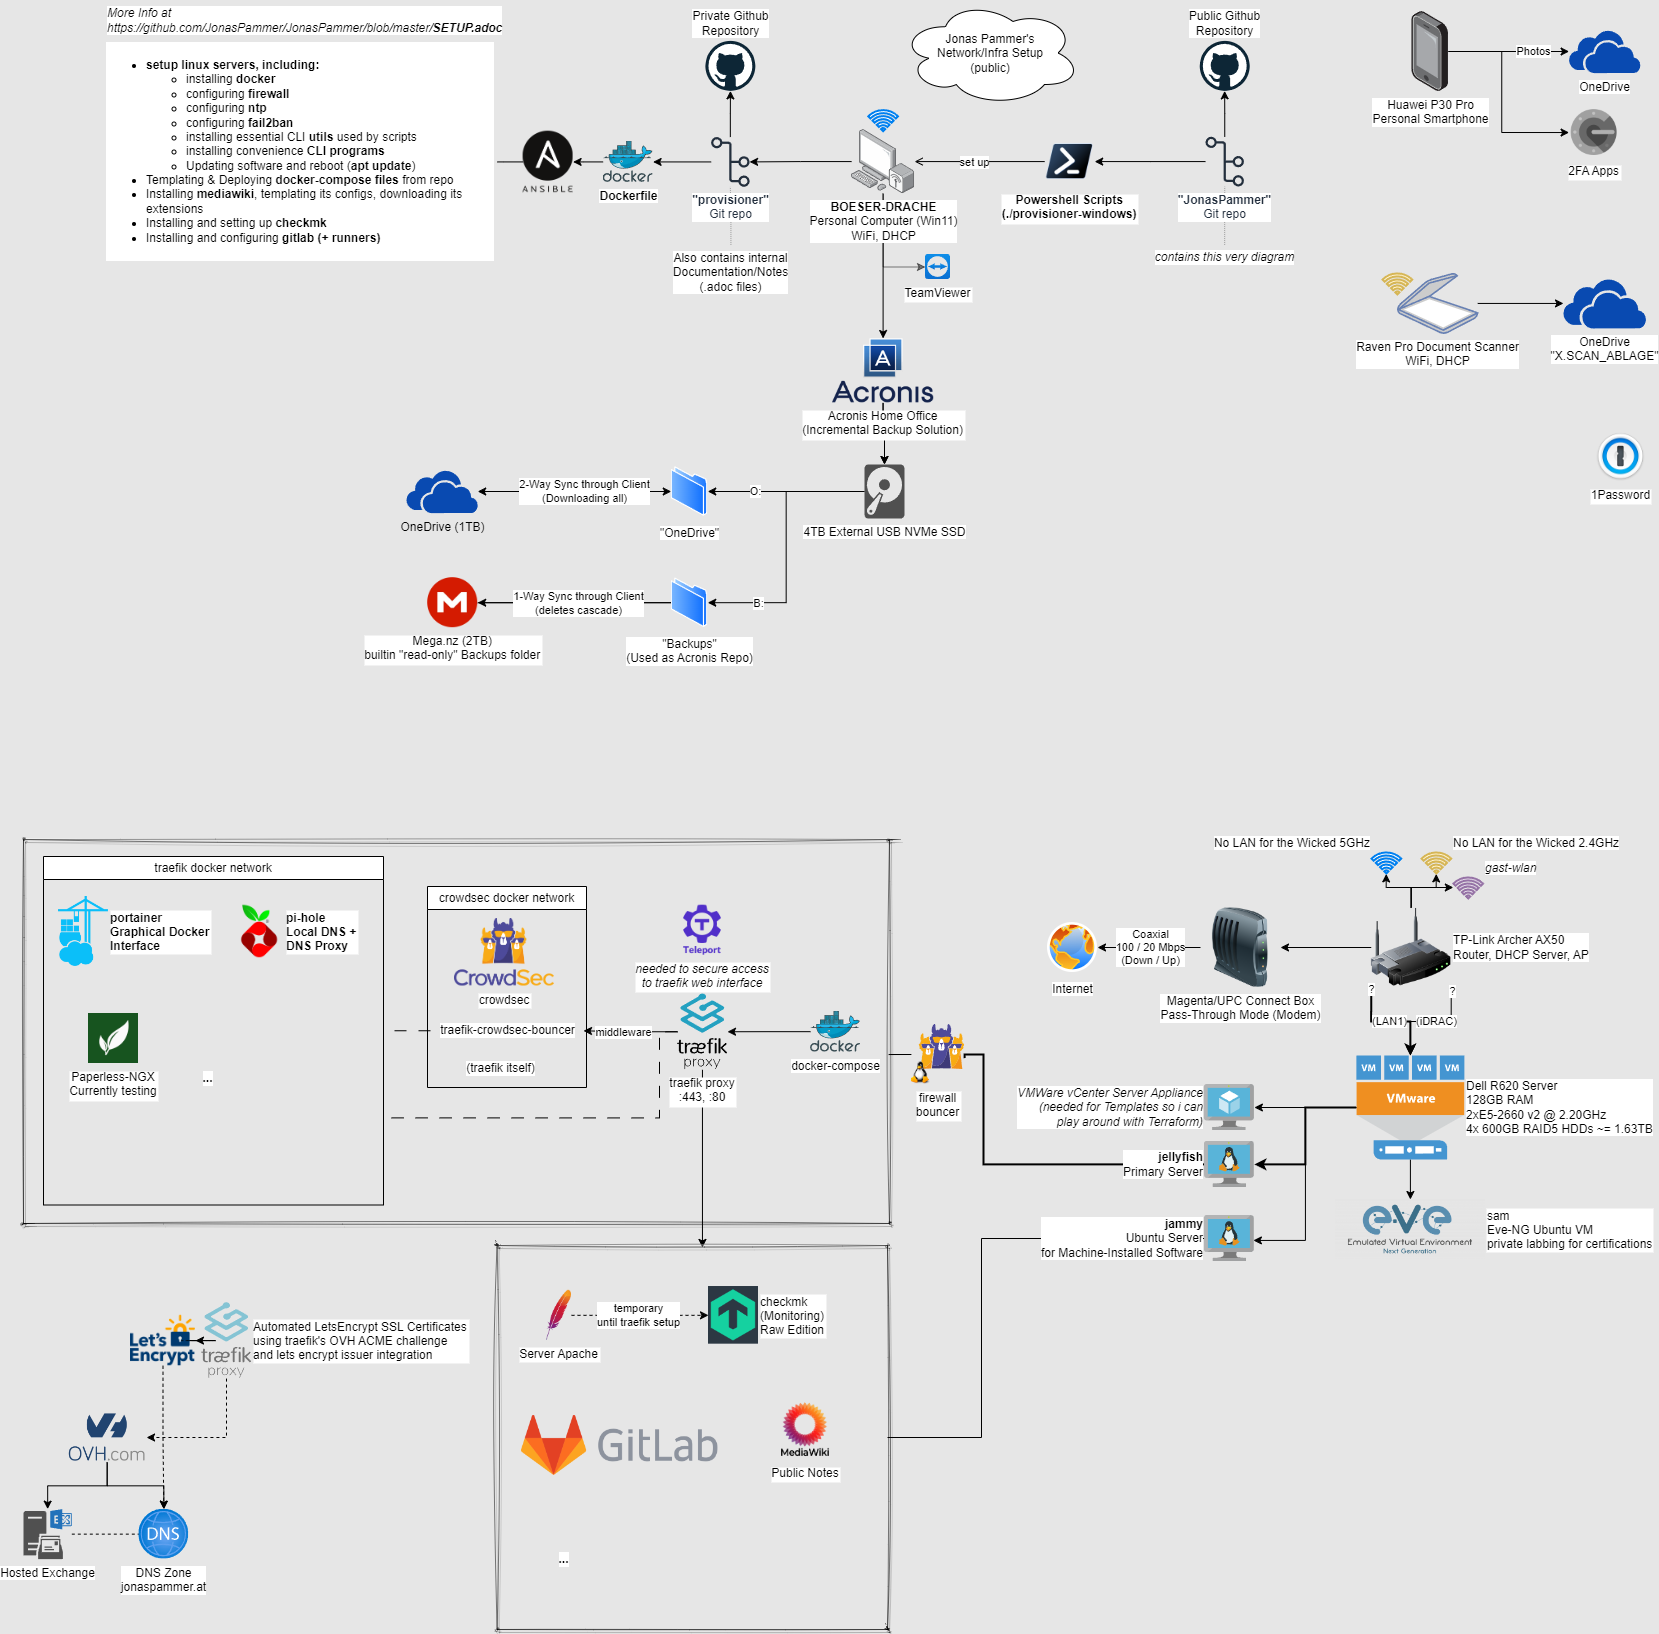 More Info at
https://github.com/JonasPammer/JonasPammer/blob/master/SETUP.adoc
setup linux servers, including:
installing docker
configuring firewall
configuring ntp
configuring fail2ban
installing essential CLI utils used by scripts
installing convenience CLI programs
Updating software and reboot (apt update)
Templating & Deploying docker-compose files from repo
Installing mediawiki, templating its configs, downloading its
extensions
Installing and setting up checkmk
Installing and configuring gitlab (+ runners)
A
ANSIBLE
docker
Dockerfile
Private Github
Repository
"provisioner"
Git repo
Also contains internal
Documentation/Notes
(.adoc files)
Jonas Pammer's
Network/Infra Setup
(public)
BOESER-DRACHE
Personal Computer (Win11)
WiFi, DHCP
TeamViewer
set up
Powershell Scripts
(./provisioner-windows)
Public Github
Repository
"JonasPammer"
Git repo
contains this very diagram
Huawei P30 Pro
Personal Smartphone
Photos
OneDrive
2FA Apps
Raven Pro Document Scanner
WiFi, DHCP
OneDrive
"X.SCAN_ABLAGE"
1Password
A
Acronis
Acronis Home Office
(Incremental Backup Solution)
4TB External USB NVMe SSD
O:
"OneDrive"
2-Way Sync through Client
(Downloading all)
OneDrive (1TB)
B:
"Backups"
(Used as Acronis Repo)
1-Way Sync through Client
(deletes cascade)
M
Mega.nz (2TB)
builtin "read-only" Backups folder
traefik docker network
portainer
Graphical Docker
Interface
pi-hole
Local DNS +
DNS Proxy
Paperless-NGX
Currently testing
...
crowdsec docker network
CrowdSec
crowdsec
traefik-crowdsec-bouncer
(traefik itself)
T
Teleport
needed to secure access
to traefik web interface
middleware
træfik
proxy
traefik proxy
:443, :80
docker
docker-compose
firewall
bouncer
No LAN for the Wicked 5GHz
No LAN for the Wicked 2.4GHz
gast-wlan
Internet
Coaxial
100 / 20 Mbps
(Down / Up)
Magenta/UPC Connect Box
Pass-Through Mode (Modem)
TP-Link Archer AX50
Router, DHCP Server, AP
?
?
(LAN1)
(iDRAC)
VM
VM
VM
VM
VMware
Dell R620 Server
128GB RAM
2xE5-2660 v2 @ 2.20GHz
4x 600GB RAID5 HDDs ~= 1.63TB
VMWare vCenter Server Appliance
(needed for Templates so i can
play around with Terraform)
jellyfish
Primary Server
jammy
Ubuntu Server
for Machine-Installed Software
eve
Emulated Virtual Environment
Next Generation
sam
Eve-NG Ubuntu VM
private labbing for certifications
Server Apache
temporary
until traefik setup
checkmk
(Monitoring)
Raw Edition
GitLab
MediaWiki
Public Notes
...
Let's
Encrypt
træfik
proxy
Automated LetsEncrypt SSL Certificates
using traefik's OVH ACME challenge
and lets encrypt issuer integration
OVH.com
Hosted Exchange
DNS
DNS Zone
jonaspammer.at